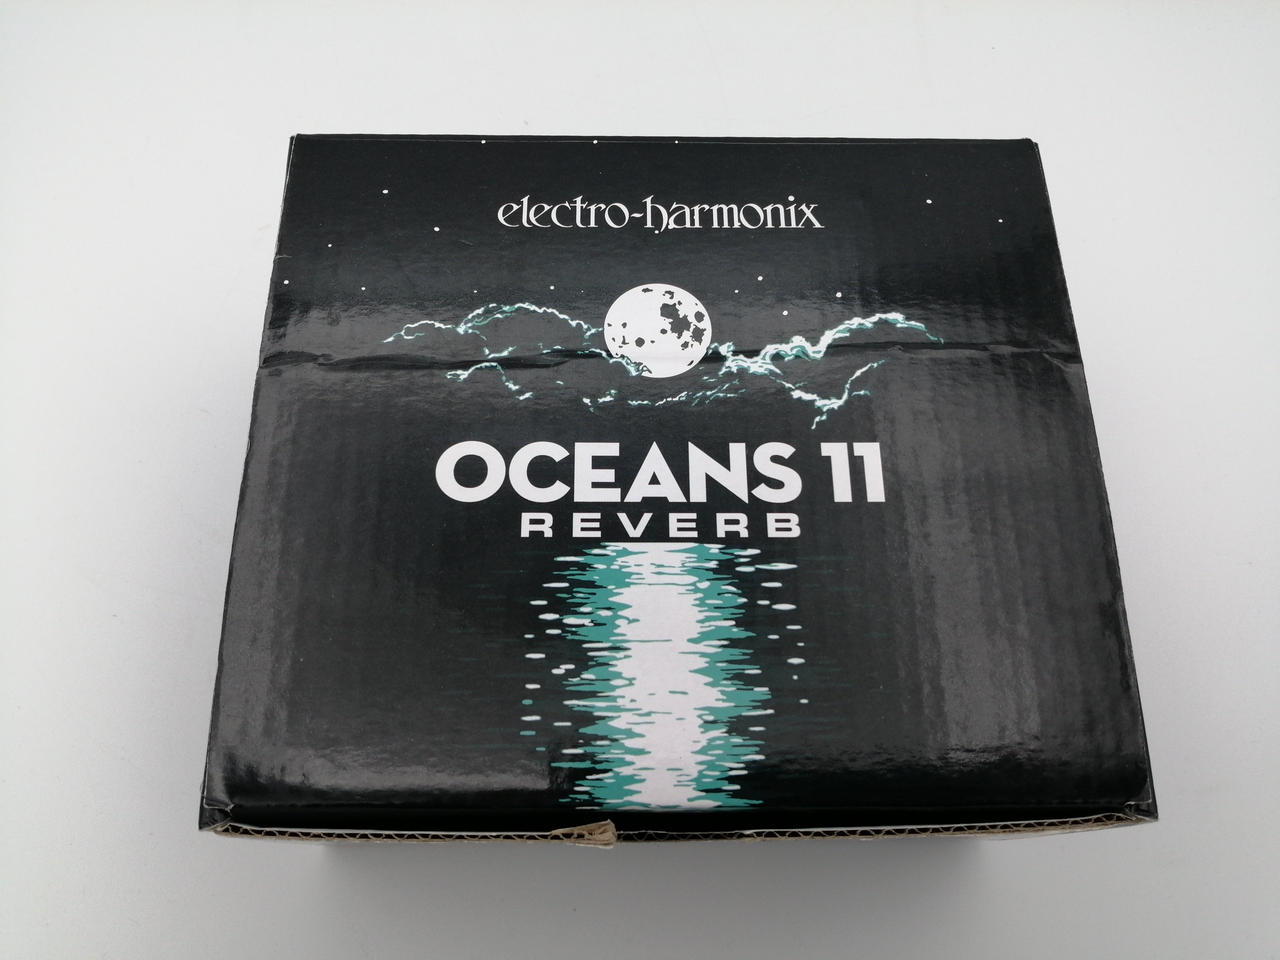 electro-harmonix
OCEANS 11
REVERB